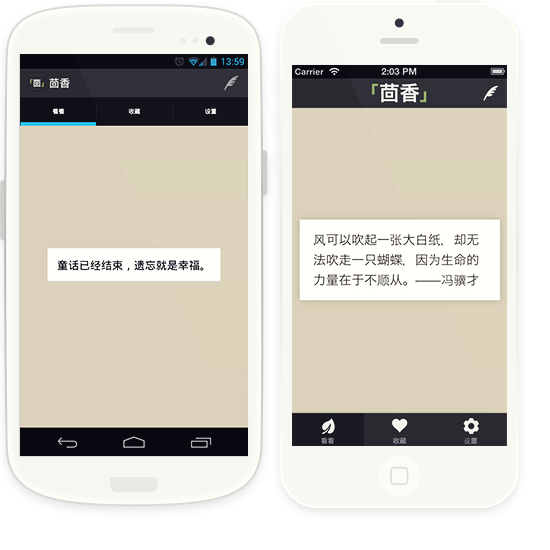 13:59
「茴」 茴香
看看 收藏 设置
童话已经结束，遗忘就是幸福。
Carrier 2:03 PM
「茴香」
风可以吹起一张大白纸，却无
法吹走一只蝴蝶，因为生命的
力量在于不顺从。——冯骥才
看看 收藏 设置